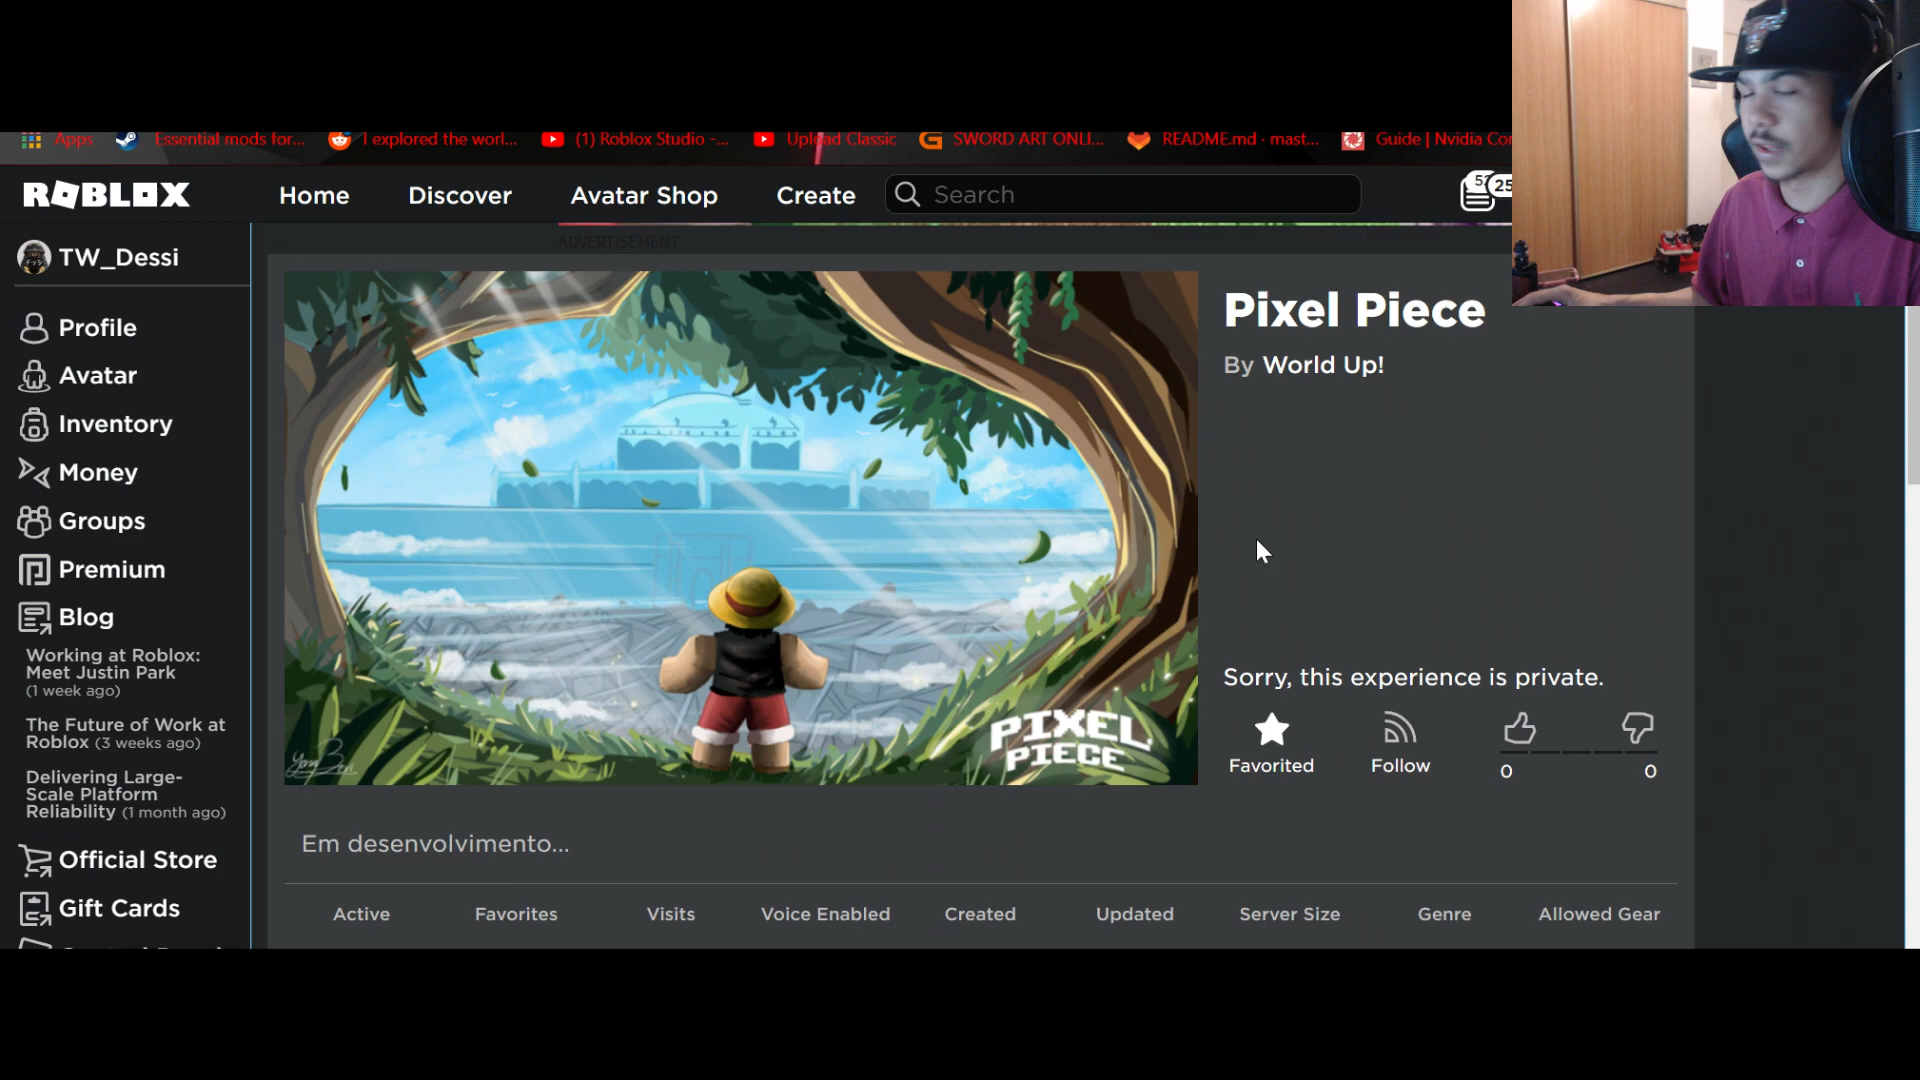 Apps Essential mods for... I explored the worl... (1) Roblox Studio -... Upload Classic SWORD ART ONLI... README.md · mast... Guide | Nvidia Con
ROBLOX Home Discover Avatar Shop Create Search 25
ADVERTISEMENT
TW_Dessi
Profile
Avatar
Inventory
Money
Groups
Premium
Blog
Working at Roblox:
Meet Justin Park
(1 week ago)
The Future of Work at
Roblox (3 weeks ago)
Delivering Large-
Scale Platform
Reliability (1 month ago)
Official Store
Gift Cards
PIXEL
PIECE
Pixel Piece
By World Up!
Sorry, this experience is private.
Favorited Follow
0 0
Em desenvolvimento...
Active Favorites Visits Voice Enabled Created Updated Server Size Genre Allowed Gear